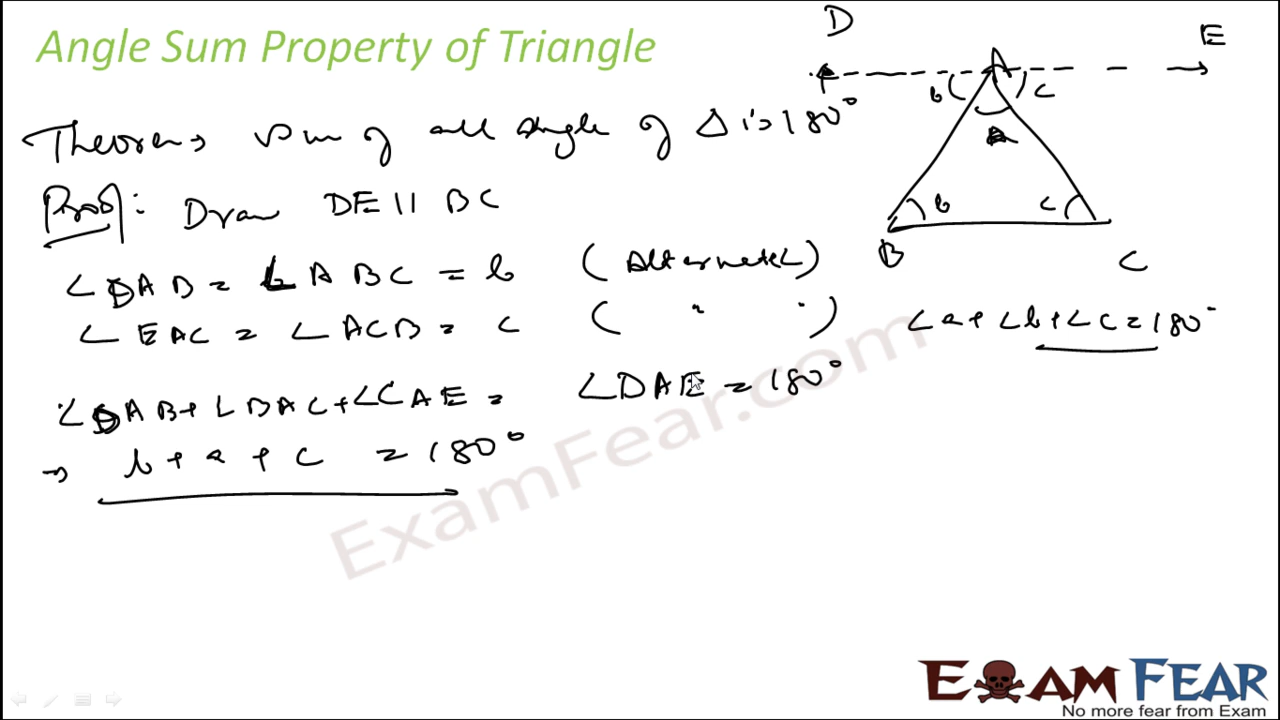 Angle Sum Property of Triangle
Theorem → Sum of all angle of Δ is 180°
Proof: Draw DE || BC
∠DAB = ∠ABC = b (Alternate∠)
∠EAC = ∠ACB = c ( " " )
∠DAB + ∠BAC + ∠CAE = ∠DAE = 180°
⇒ b + a + c = 180°
D
E
A
b
c
a
b
c
B
C
∠a + ∠b + ∠c = 180°
ExamFear.com
EXAM FEAR
No more fear from Exam